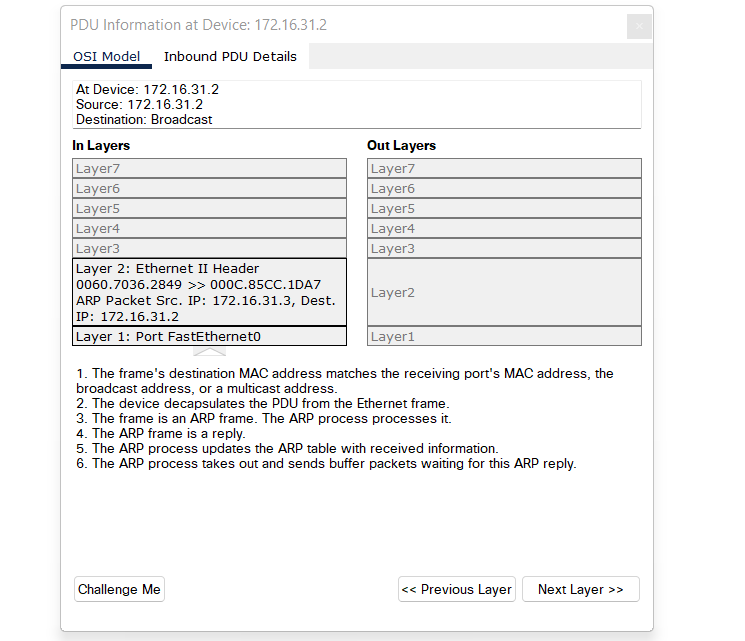 PDU Information at Device: 172.16.31.2
OSI Model Inbound PDU Details
At Device: 172.16.31.2
Source: 172.16.31.2
Destination: Broadcast
In Layers Out Layers
Layer7 Layer7
Layer6 Layer6
Layer5 Layer5
Layer4 Layer4
Layer3 Layer3
Layer 2: Ethernet II Header
0060.7036.2849 >> 000C.85CC.1DA7
ARP Packet Src. IP: 172.16.31.3, Dest.
IP: 172.16.31.2
Layer2
Layer 1: Port FastEthernet0 Layer1
1. The frame's destination MAC address matches the receiving port's MAC address, the
broadcast address, or a multicast address.
2. The device decapsulates the PDU from the Ethernet frame.
3. The frame is an ARP frame. The ARP process processes it.
4. The ARP frame is a reply.
5. The ARP process updates the ARP table with received information.
6. The ARP process takes out and sends buffer packets waiting for this ARP reply.
Challenge Me << Previous Layer Next Layer >>